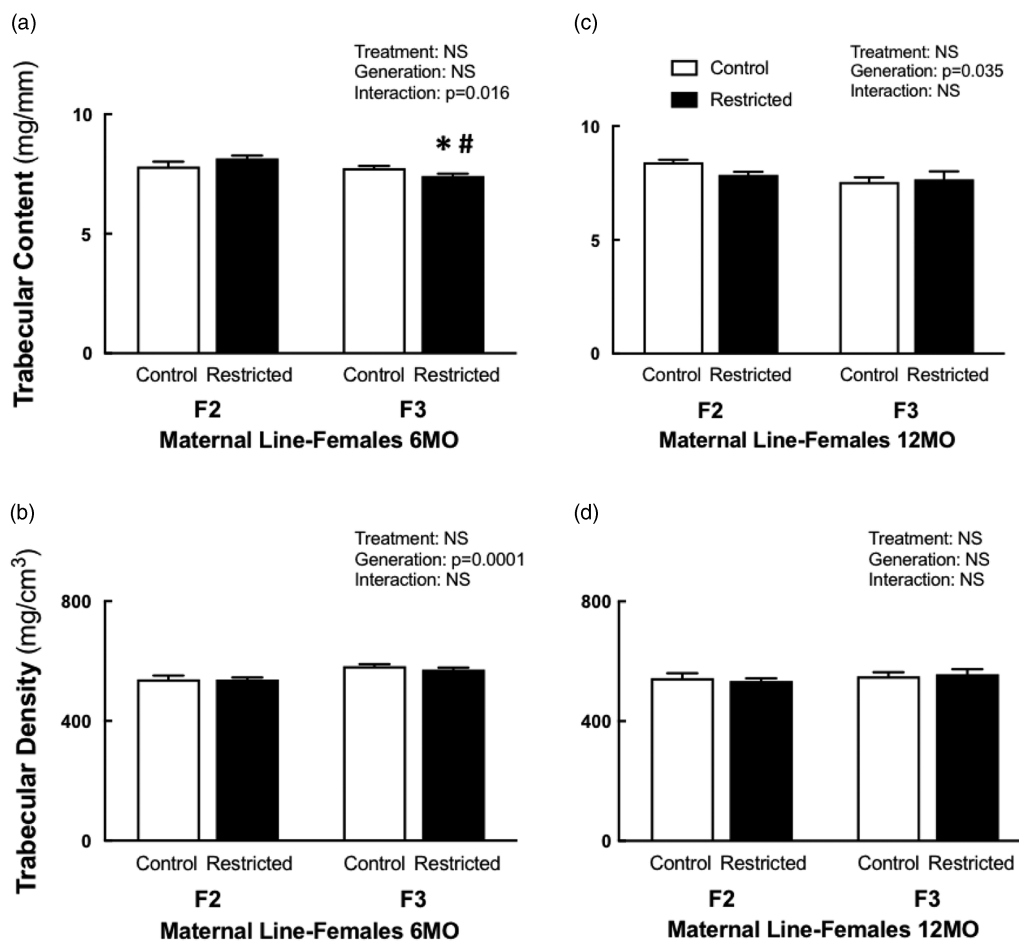 (a)
Treatment: NS
Generation: NS
Interaction: p=0.016
Trabecular Content (mg/mm)
10
5
0
* #
Control Restricted Control Restricted
F2 F3
Maternal Line-Females 6MO
(c)
Control
Restricted
Treatment: NS
Generation: p=0.035
Interaction: NS
10
5
0
Control Restricted Control Restricted
F2 F3
Maternal Line-Females 12MO
(b)
Treatment: NS
Generation: p=0.0001
Interaction: NS
Trabecular Density (mg/cm³)
800
400
0
Control Restricted Control Restricted
F2 F3
Maternal Line-Females 6MO
(d)
Treatment: NS
Generation: NS
Interaction: NS
800
400
0
Control Restricted Control Restricted
F2 F3
Maternal Line-Females 12MO